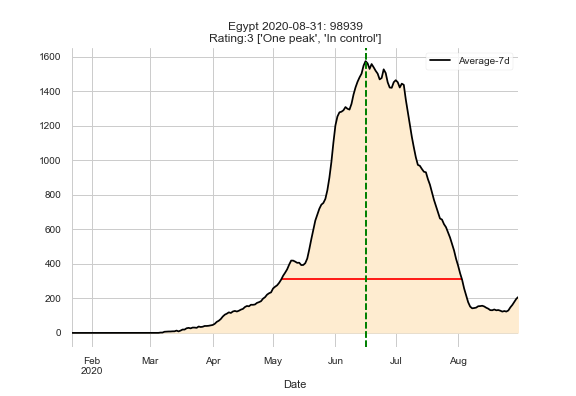 Egypt 2020-08-31: 98939
Rating:3 ['One peak', 'In control']
Average-7d
1600
1400
1200
1000
800
600
400
200
0
Feb Mar Apr May Jun Jul Aug
2020
Date